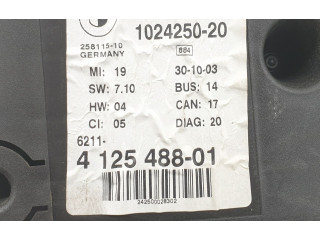 1024250-20
258115-10
GERMANY
884
MI: 19 30-10-03
SW: 7.10 BUS: 14
HW: 04 CAN: 17
CI: 05 DIAG: 20
6211-
4 125 488-01